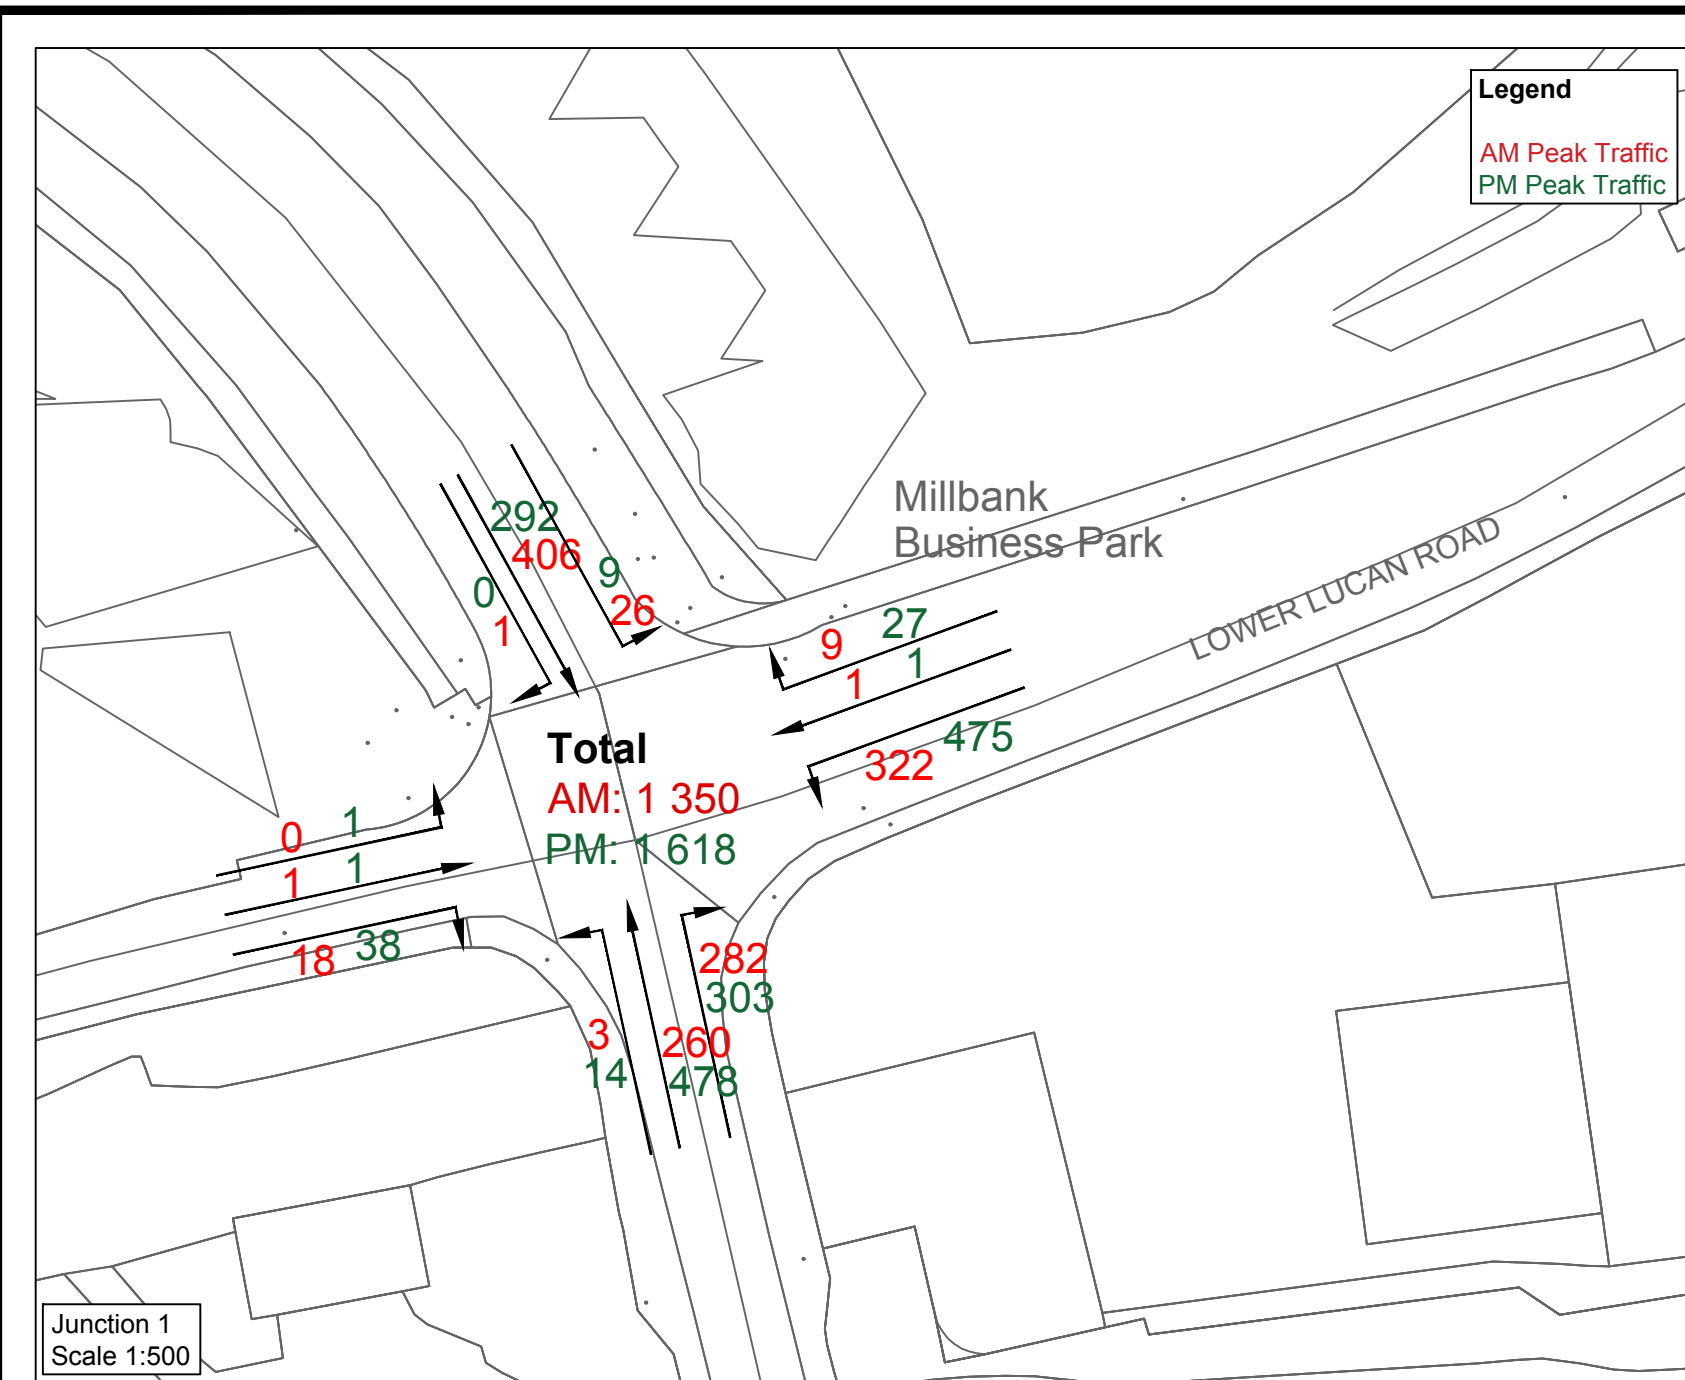 Legend
AM Peak Traffic
PM Peak Traffic
Millbank
Business Park
LOWER LUCAN ROAD
292
406
9
26
0
1
9
27
1
1
475
322
Total
AM: 1 350
PM: 1 618
0
1
1
1
18
38
282
303
260
478
3
14
Junction 1
Scale 1:500